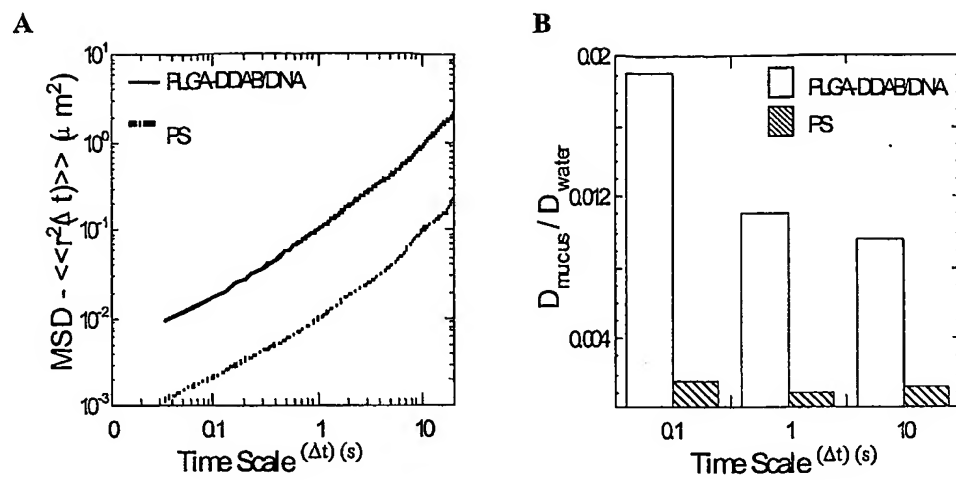 A
MSD - <<r²Δ t)>> (μ m²)
10¹
10⁰
10⁻¹
10⁻²
10⁻³
PLGA-DDAB/DNA
PS
0
0.1
1
10
Time Scale (Δt) (s)
B
D mucus / D water
0.02
0.012
0.004
PLGA-DDAB/DNA
PS
0.1
1
10
Time Scale (Δt) (s)